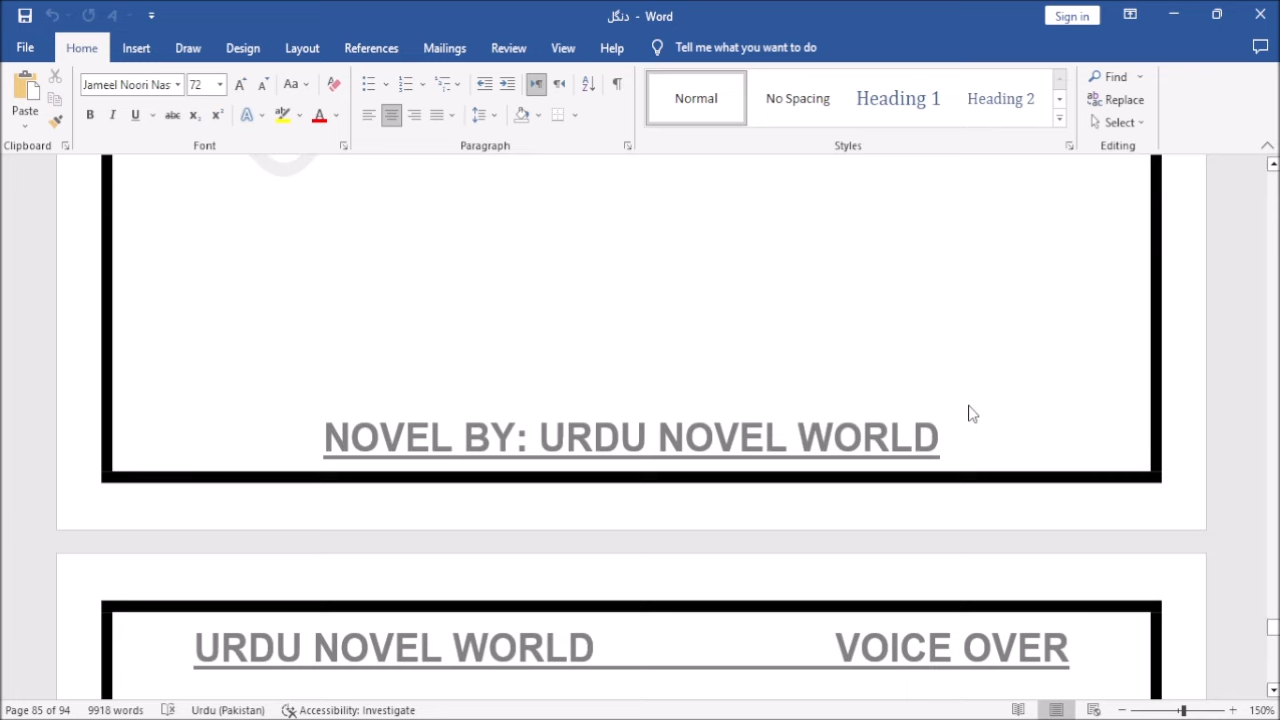 دنگل - Word
Sign in
File Home Insert Draw Design Layout References Mailings Review View Help Tell me what you want to do
Paste
Jameel Noori Nas 72
Normal No Spacing Heading 1 Heading 2
Find
Replace
Select
Clipboard Font Paragraph Styles Editing
NOVEL BY: URDU NOVEL WORLD
URDU NOVEL WORLD VOICE OVER
Page 85 of 94 9918 words Urdu (Pakistan) Accessibility: Investigate 150%